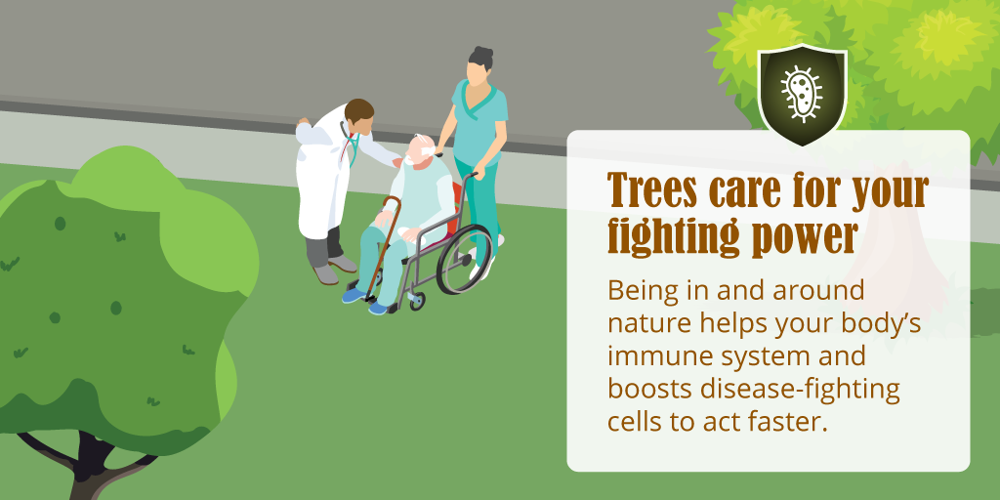 Trees care for your
fighting power
Being in and around
nature helps your body’s
immune system and
boosts disease-fighting
cells to act faster.